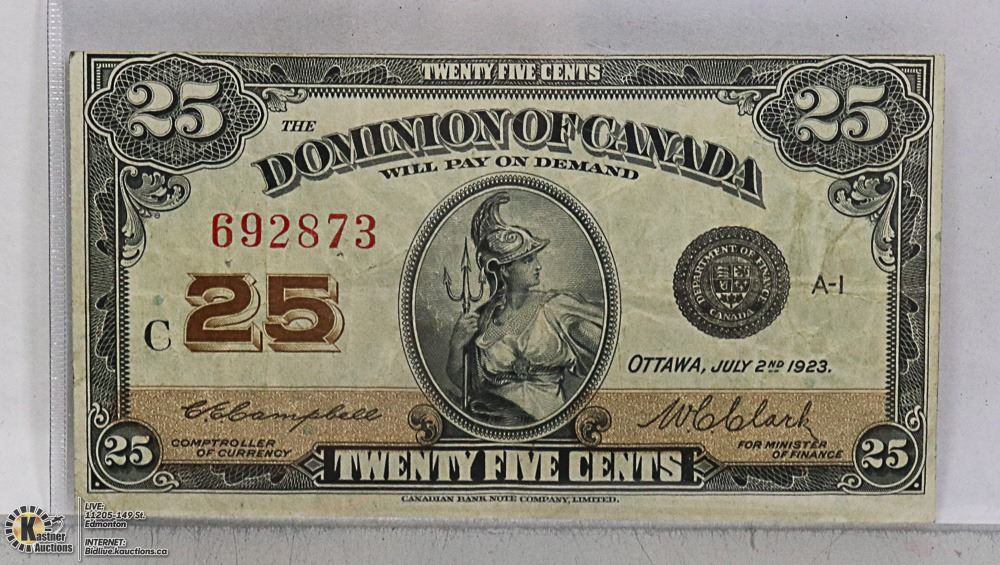 TWENTY FIVE CENTS
25
25
THE
DOMINION OF CANADA
WILL PAY ON DEMAND
692873
DEPARTMENT OF FINANCE
CANADA
A-1
C
25
OTTAWA, JULY 2ND 1923.
C.E. Campbell
W.C. Clark
25
COMPTROLLER
OF CURRENCY
FOR MINISTER
OF FINANCE
25
TWENTY FIVE CENTS
CANADIAN BANK NOTE COMPANY, LIMITED.
Kastner
Auctions
LIVE:
11205-149 St.
Edmonton
INTERNET:
Bidlive.kauctions.ca